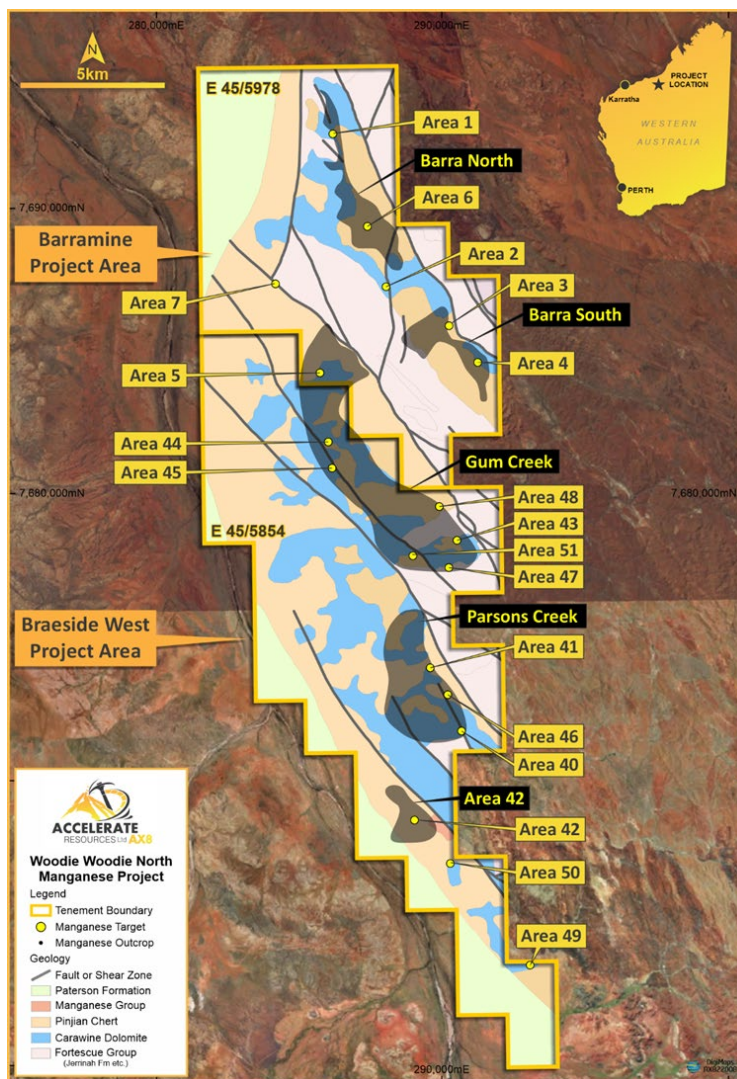 280,000mE
290,000mE
N
5km
E 45/5978
Karratha
PROJECT
LOCATION
WESTERN
AUSTRALIA
PERTH
Area 1
Barra North
7,690,000mN
Area 6
Barramine
Project Area
Area 2
Area 7
Area 3
Barra South
Area 5
Area 4
Area 44
Gum Creek
Area 45
7,680,000mN
7,680,000mN
Area 48
Area 43
E 45/5854
Area 51
Area 47
Parsons Creek
Braeside West
Project Area
Area 41
Area 46
Area 40
Area 42
Area 42
Area 50
Area 49
ACCELERATE
RESOURCES Ltd AX8
Woodie Woodie North
Manganese Project
Legend
Tenement Boundary
Manganese Target
Manganese Outcrop
Geology
Fault or Shear Zone
Paterson Formation
Manganese Group
Pinjian Chert
Carawine Dolomite
Fortescue Group
(Jerrinah Fm etc.)
290,000mE
DigiMaps